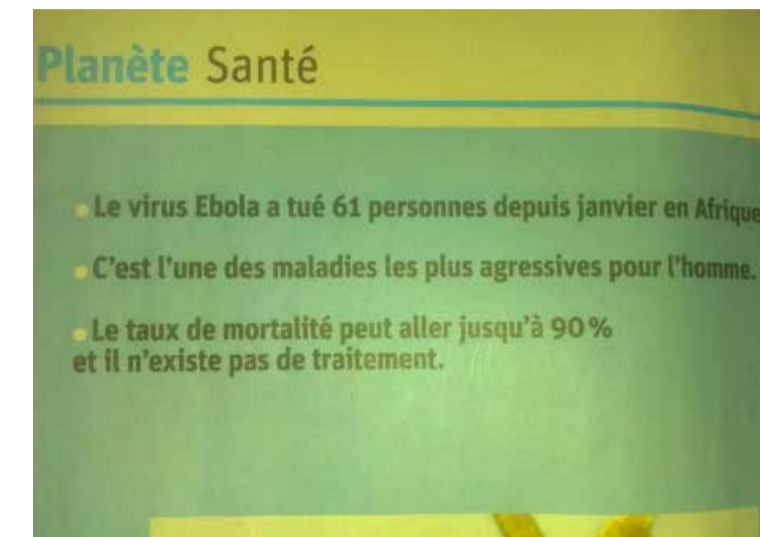 Planète Santé
Le virus Ebola a tué 61 personnes depuis janvier en Afrique
C'est l'une des maladies les plus agressives pour l'homme.
Le taux de mortalité peut aller jusqu'à 90 %
et il n'existe pas de traitement.